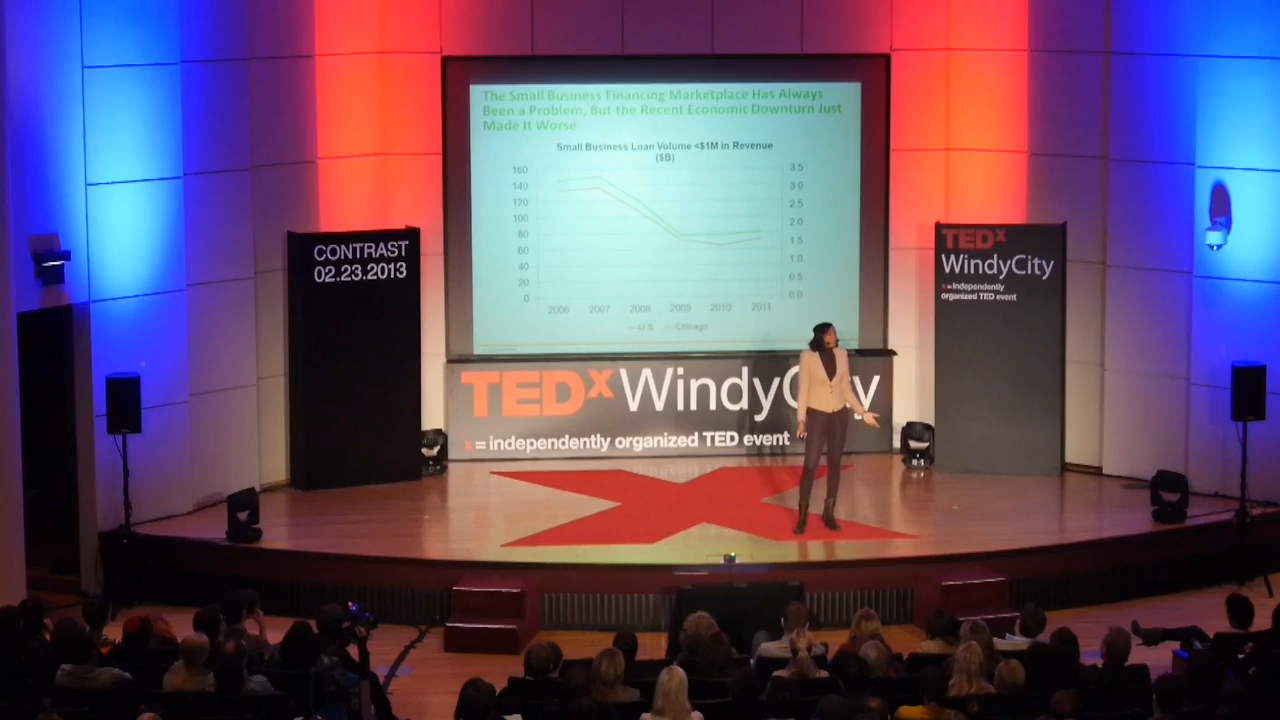 The Small Business Financing Marketplace Has Always
Been a Problem, But the Recent Economic Downturn Just
Made It Worse
Small Business Loan Volume <$1M in Revenue
($B)
160
140
120
100
80
60
40
20
0
3.5
3.0
2.5
2.0
1.5
1.0
0.5
0.0
2006 2007 2008 2009 2010 2011
U.S. Chicago
CONTRAST
02.23.2013
TEDx
WindyCity
x=independently
organized TED event
TEDx WindyCity
x=independently organized TED event